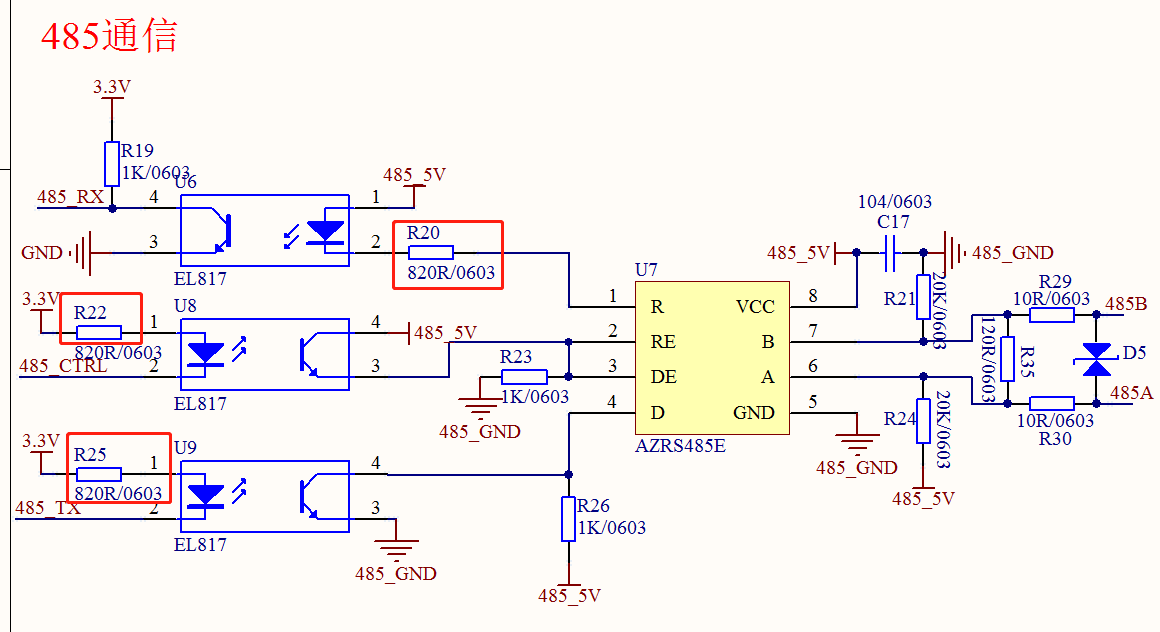 485通信
3.3V
R19
1K/0603
485_RX
4
3
GND
U6
EL817
1
2
485_5V
R20
820R/0603
3.3V
R22
820R/0603
485_CTRL
1
2
U8
EL817
4
3
485_5V
R23
1K/0603
485_GND
3.3V
R25
820R/0603
485_TX
1
2
U9
EL817
4
3
485_GND
R26
1K/0603
485_5V
U7
1
2
3
4
R
RE
DE
D
VCC
B
A
GND
8
7
6
5
AZRS485E
104/0603
C17
485_5V
485_GND
R21
20K/0603
R24
20K/0603
485_5V
485_GND
120R/0603
R35
R29
10R/0603
10R/0603
R30
485B
D5
485A